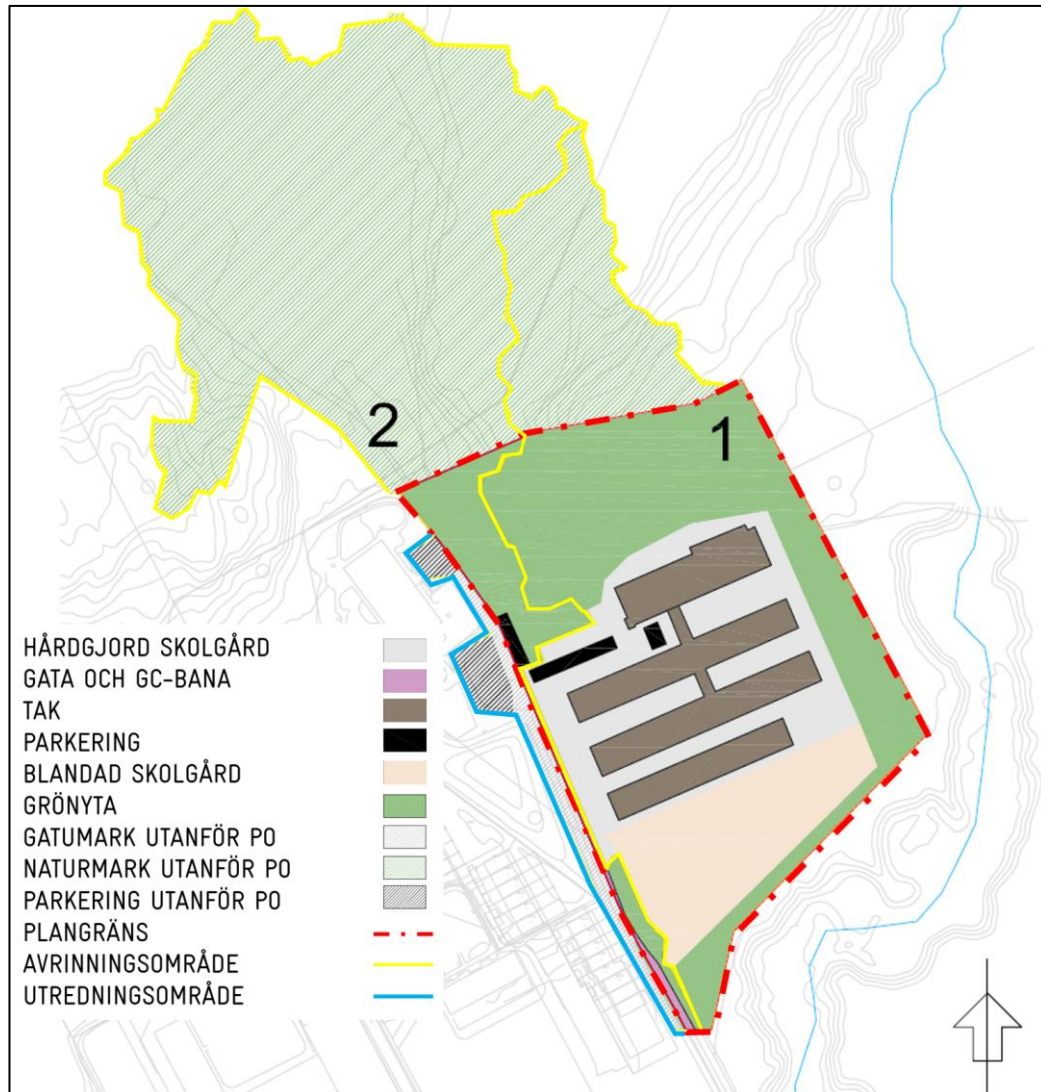 2
1
HÅRDGJORD SKOLGÅRD
GATA OCH GC-BANA
TAK
PARKERING
BLANDAD SKOLGÅRD
GRÖNYTA
GATUMARK UTANFÖR PO
NATURMARK UTANFÖR PO
PARKERING UTANFÖR PO
PLANGRÄNS
AVRINNINGSOMRÅDE
UTREDNINGSOMRÅDE